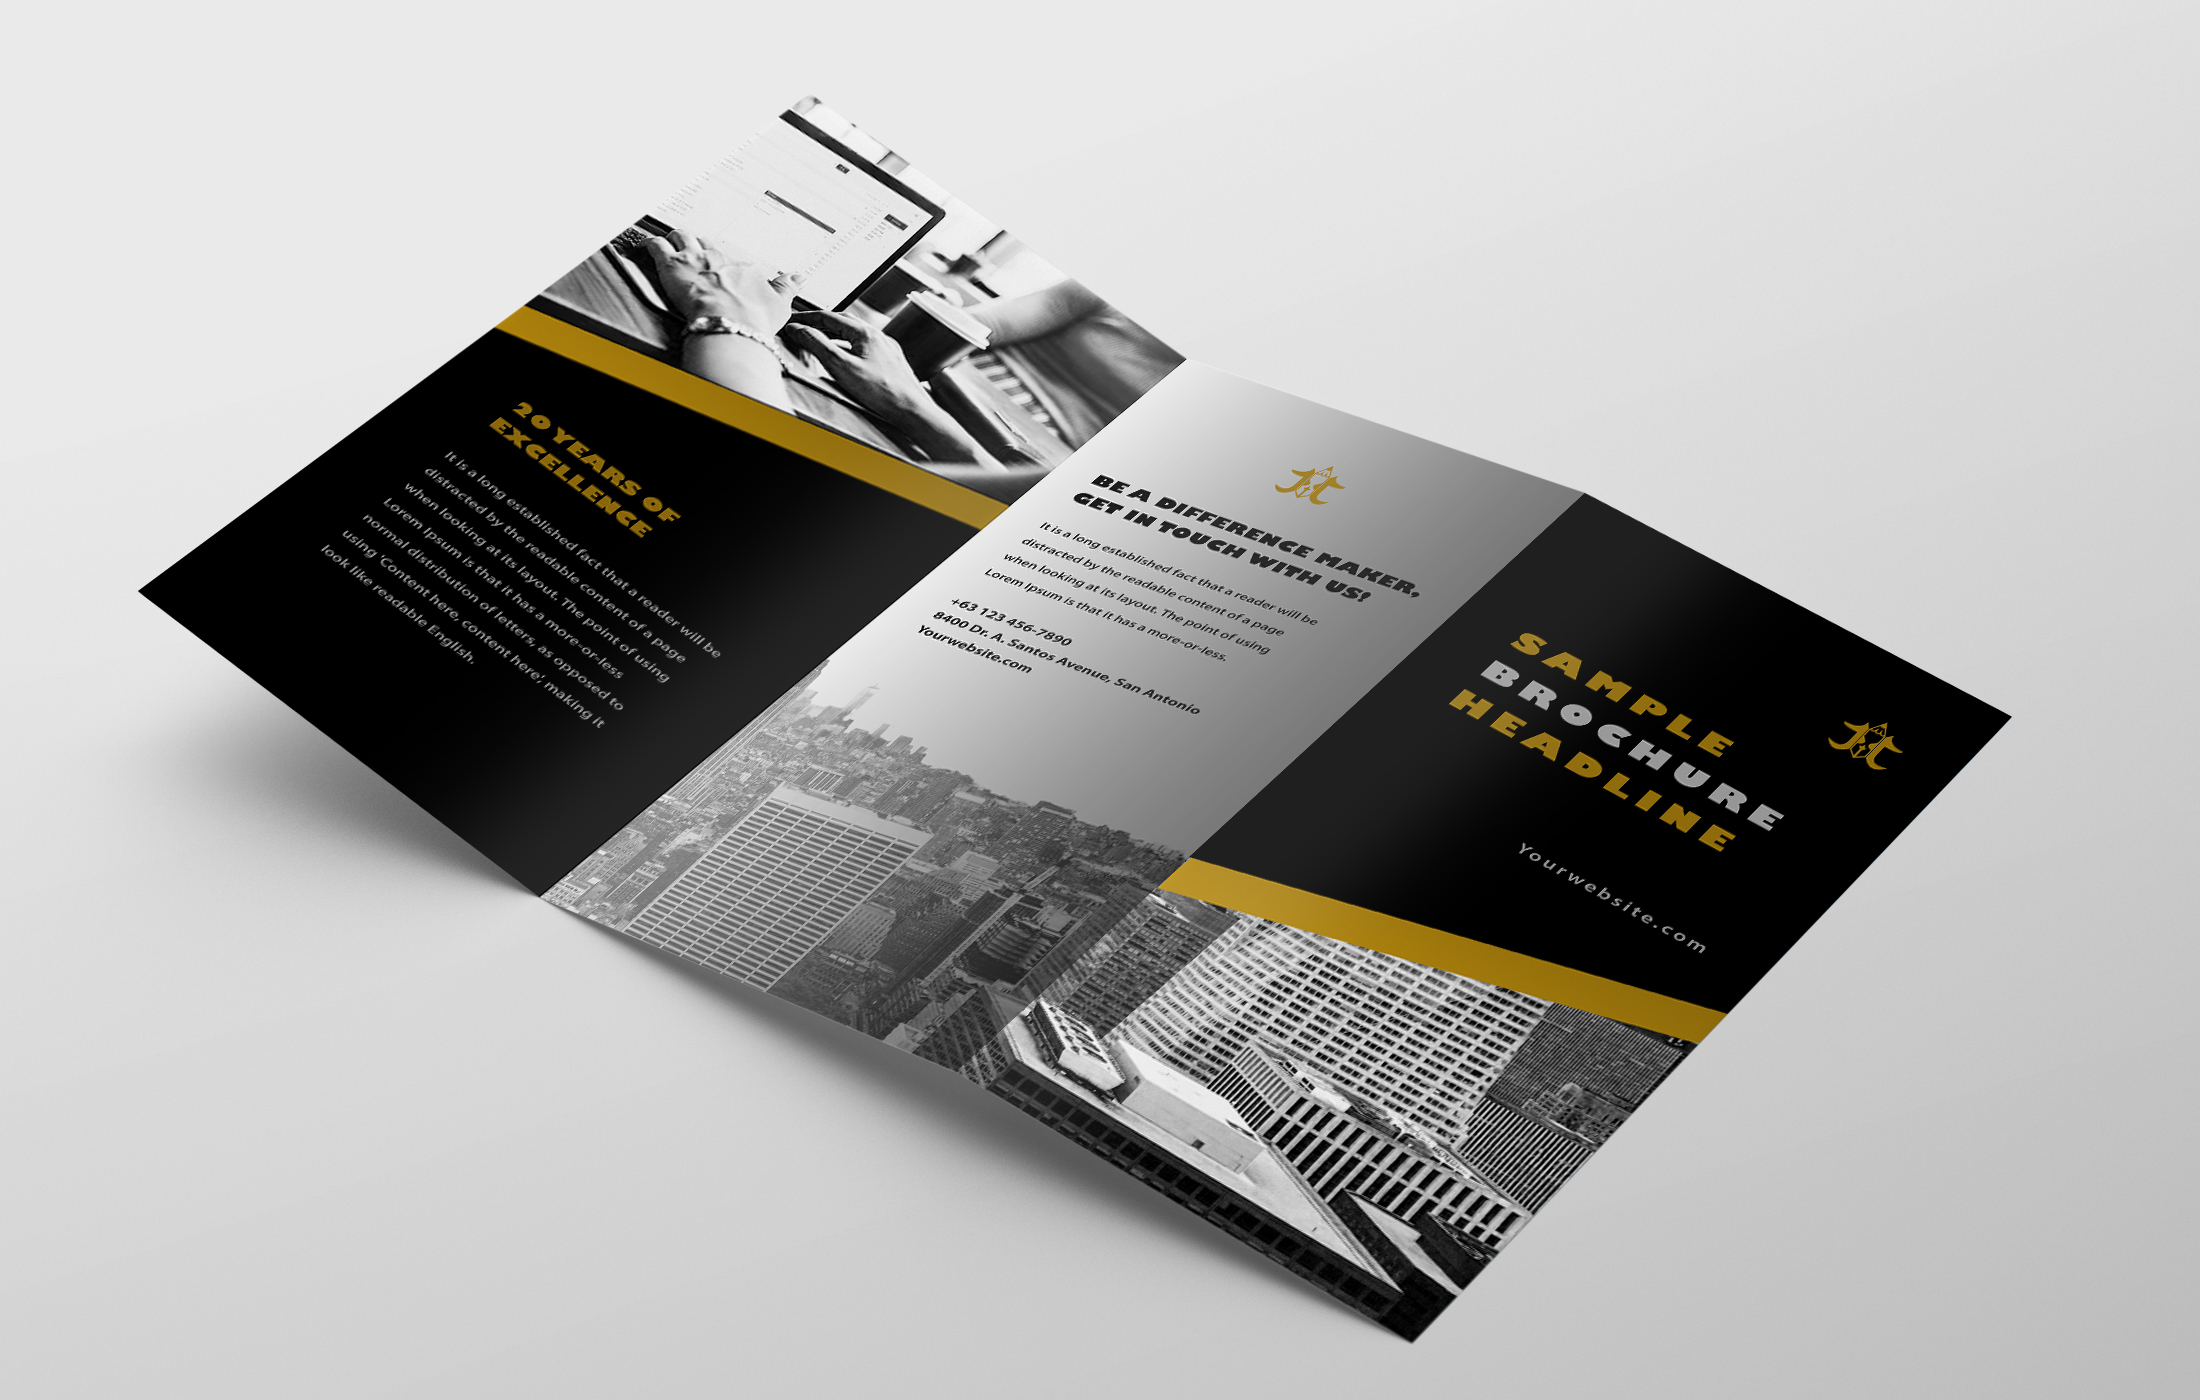 20 YEARS OF
EXCELLENCE
It is a long established fact that a reader will be
distracted by the readable content of a page
when looking at its layout. The point of using
Lorem Ipsum is that it has a more-or-less
normal distribution of letters, as opposed to
using 'Content here, content here', making it
look like readable English.
BE A DIFFERENCE MAKER,
GET IN TOUCH WITH US!
It is a long established fact that a reader will be
distracted by the readable content of a page
when looking at its layout. The point of using
Lorem Ipsum is that it has a more-or-less.
+63 123 456-7890
8400 Dr. A. Santos Avenue, San Antonio
Yourwebsite.com
SAMPLE
BROCHURE
HEADLINE
Yourwebsite.com